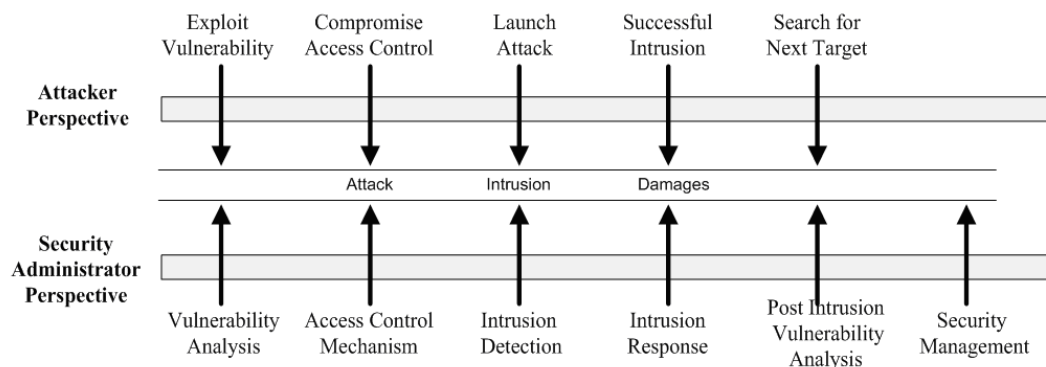 Exploit
Vulnerability
Compromise
Access Control
Launch
Attack
Successful
Intrusion
Search for
Next Target
Attacker
Perspective
Attack
Intrusion
Damages
Security
Administrator
Perspective
Vulnerability
Analysis
Access Control
Mechanism
Intrusion
Detection
Intrusion
Response
Post Intrusion
Vulnerability
Analysis
Security
Management